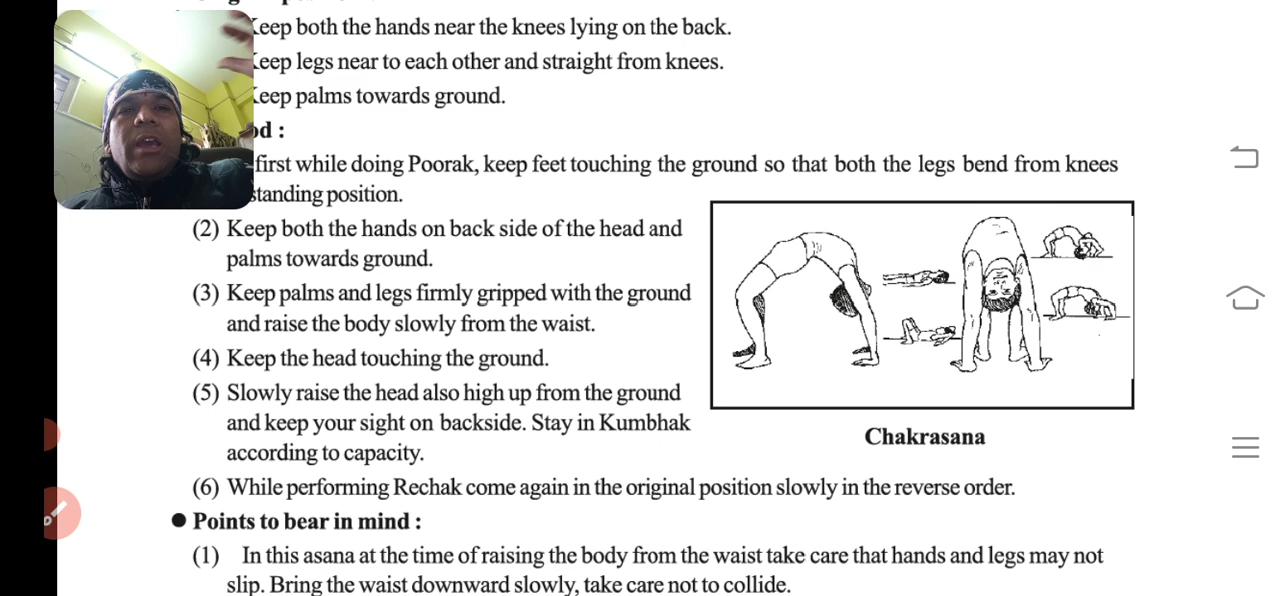 eep both the hands near the knees lying on the back.
eep legs near to each other and straight from knees.
eep palms towards ground.
od :
first while doing Poorak, keep feet touching the ground so that both the legs bend from knees
standing position.
(2) Keep both the hands on back side of the head and
palms towards ground.
(3) Keep palms and legs firmly gripped with the ground
and raise the body slowly from the waist.
(4) Keep the head touching the ground.
(5) Slowly raise the head also high up from the ground
and keep your sight on backside. Stay in Kumbhak
according to capacity.
Chakrasana
(6) While performing Rechak come again in the original position slowly in the reverse order.
● Points to bear in mind :
(1) In this asana at the time of raising the body from the waist take care that hands and legs may not
slip. Bring the waist downward slowly, take care not to collide.